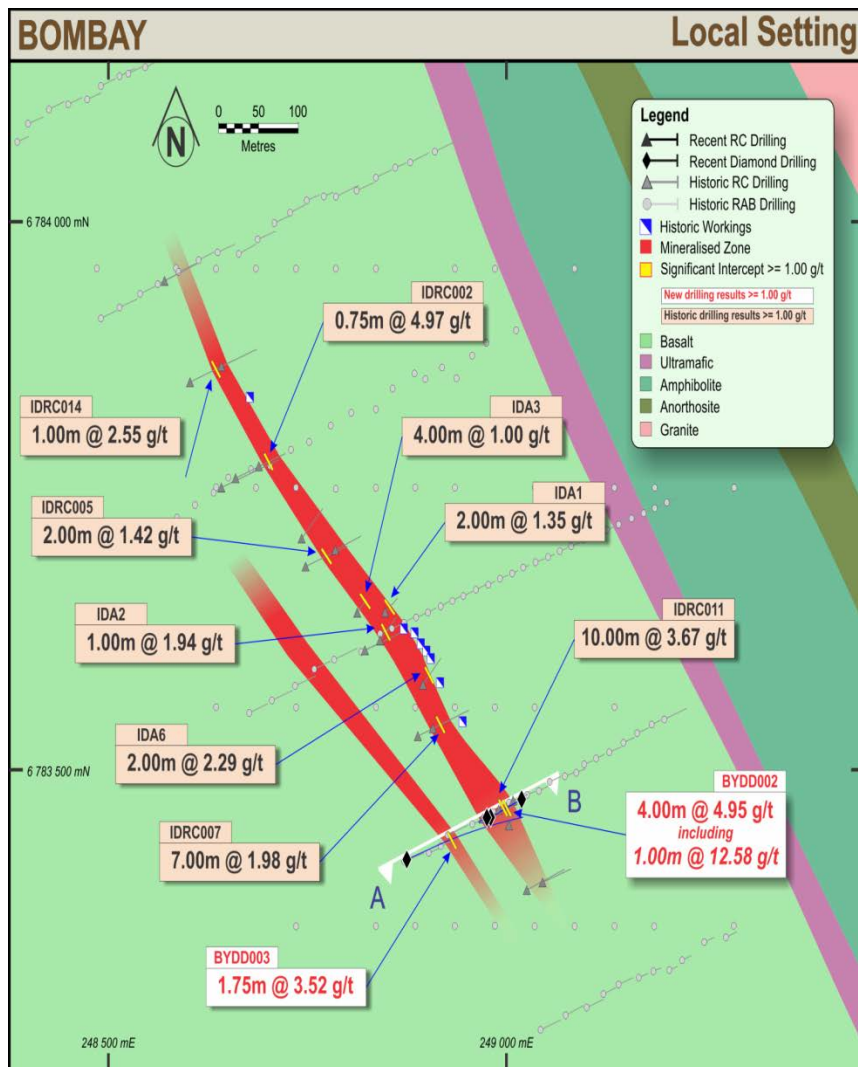 BOMBAY
Local Setting
N
0 50 100
Metres
Legend
Recent RC Drilling
Recent Diamond Drilling
Historic RC Drilling
Historic RAB Drilling
Historic Workings
Mineralised Zone
Significant Intercept >= 1.00 g/t
New drilling results >= 1.00 g/t
Historic drilling results >= 1.00 g/t
Basalt
Ultramafic
Amphibolite
Anorthosite
Granite
6 784 000 mN
IDRC002
0.75m @ 4.97 g/t
IDRC014
1.00m @ 2.55 g/t
IDA3
4.00m @ 1.00 g/t
IDA1
2.00m @ 1.35 g/t
IDRC005
2.00m @ 1.42 g/t
IDA2
1.00m @ 1.94 g/t
IDRC011
10.00m @ 3.67 g/t
IDA6
2.00m @ 2.29 g/t
6 783 500 mN
BYDD002
4.00m @ 4.95 g/t
including
1.00m @ 12.58 g/t
B
IDRC007
7.00m @ 1.98 g/t
A
BYDD003
1.75m @ 3.52 g/t
248 500 mE
249 000 mE